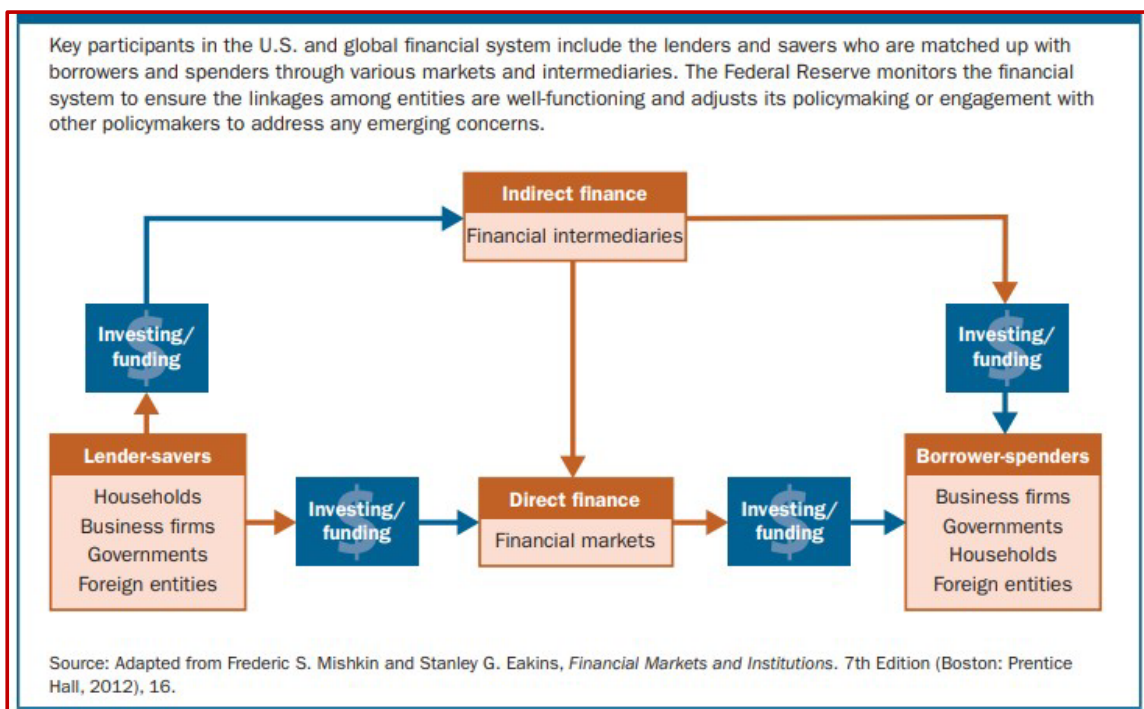 Key participants in the U.S. and global financial system include the lenders and savers who are matched up with
borrowers and spenders through various markets and intermediaries. The Federal Reserve monitors the financial
system to ensure the linkages among entities are well-functioning and adjusts its policymaking or engagement with
other policymakers to address any emerging concerns.
Indirect finance
Financial intermediaries
$
Investing/
funding
$
Investing/
funding
Lender-savers
Households
Business firms
Governments
Foreign entities
$
Investing/
funding
Direct finance
Financial markets
$
Investing/
funding
Borrower-spenders
Business firms
Governments
Households
Foreign entities
Source: Adapted from Frederic S. Mishkin and Stanley G. Eakins, Financial Markets and Institutions. 7th Edition (Boston: Prentice
Hall, 2012), 16.